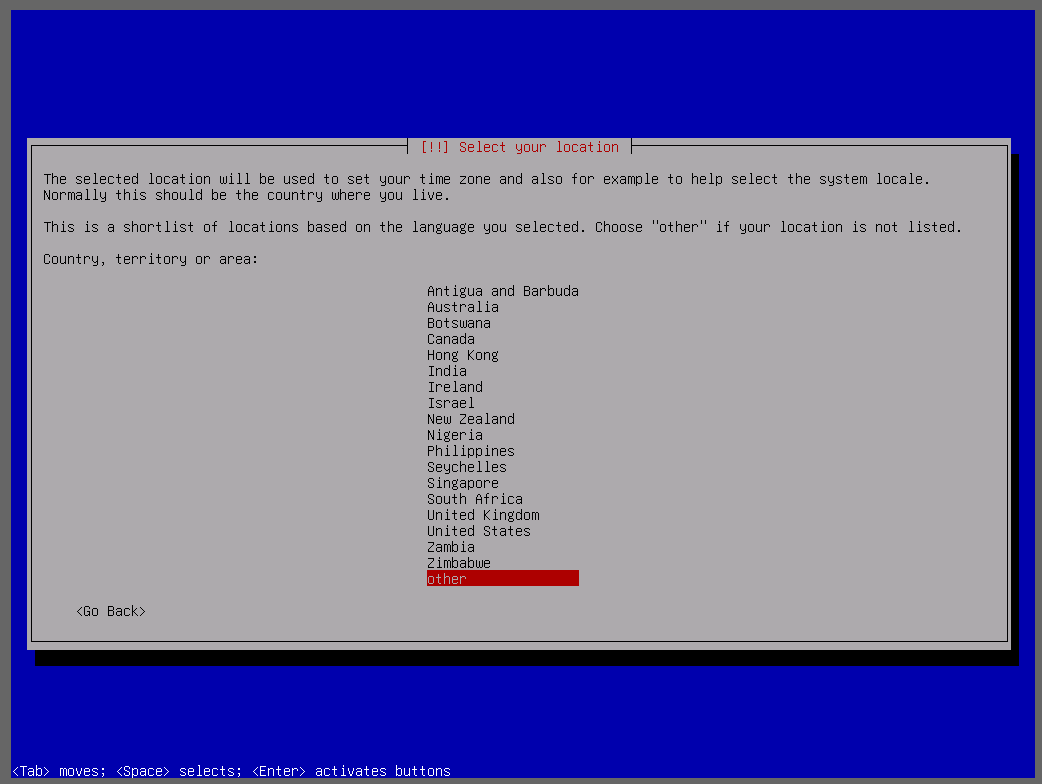 [!!] Select your location
The selected location will be used to set your time zone and also for example to help select the system locale.
Normally this should be the country where you live.
This is a shortlist of locations based on the language you selected. Choose "other" if your location is not listed.
Country, territory or area:
Antigua and Barbuda
Australia
Botswana
Canada
Hong Kong
India
Ireland
Israel
New Zealand
Nigeria
Philippines
Seychelles
Singapore
South Africa
United Kingdom
United States
Zambia
Zimbabwe
other
<Go Back>
<Tab> moves; <Space> selects; <Enter> activates buttons